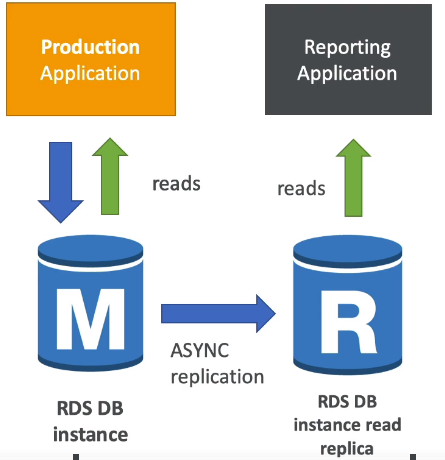 Production
Application
Reporting
Application
reads
reads
M
R
ASYNC
replication
RDS DB
instance
RDS DB
instance read
replica